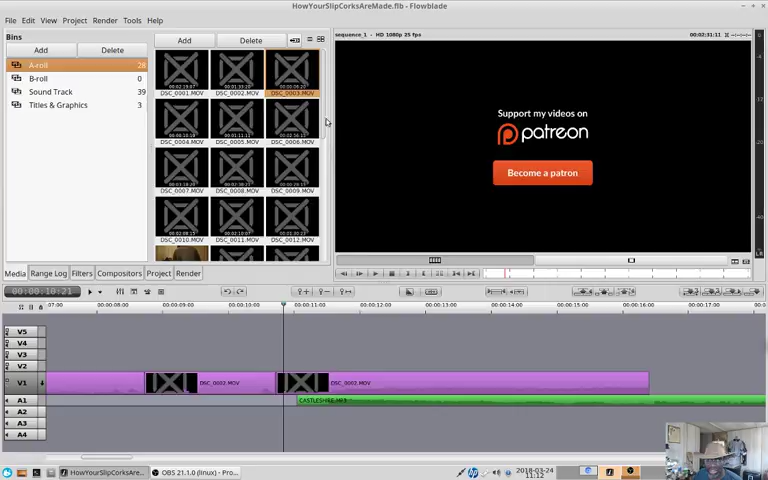 HowYourSlipCorksAreMade.flb - Flowblade
File Edit View Project Render Tools Help
Bins
Add Delete
A-roll 28
B-roll 0
Sound Track 39
Titles & Graphics 3
Add Delete
DSC_0001.MOV DSC_0002.MOV DSC_0003.MOV
DSC_0004.MOV DSC_0005.MOV DSC_0006.MOV
DSC_0007.MOV DSC_0008.MOV DSC_0009.MOV
DSC_0010.MOV DSC_0011.MOV DSC_0012.MOV
sequence_1 - HD 1080p 25 fps
00:02:31:11
Support my videos on
patreon
Become a patron
Media Range Log Filters Compositors Project Render
00:00:10:21
07:00 00:00:08:00 00:00:09:00 00:00:10:00 00:00:11:00 00:00:12:00 00:00:13:00 00:00:14:00 00:00:15:00 00:00:16:00
V5
V4
V3
V2
V1 DSC_0003.MOV DSC_0003.MOV
A1 CASTLESHIRE.MP3
A2
A3
A4
HowYourSlipCorksAre...
OBS 21.1.0 (linux) - Pro...
2018-03-24
11:12